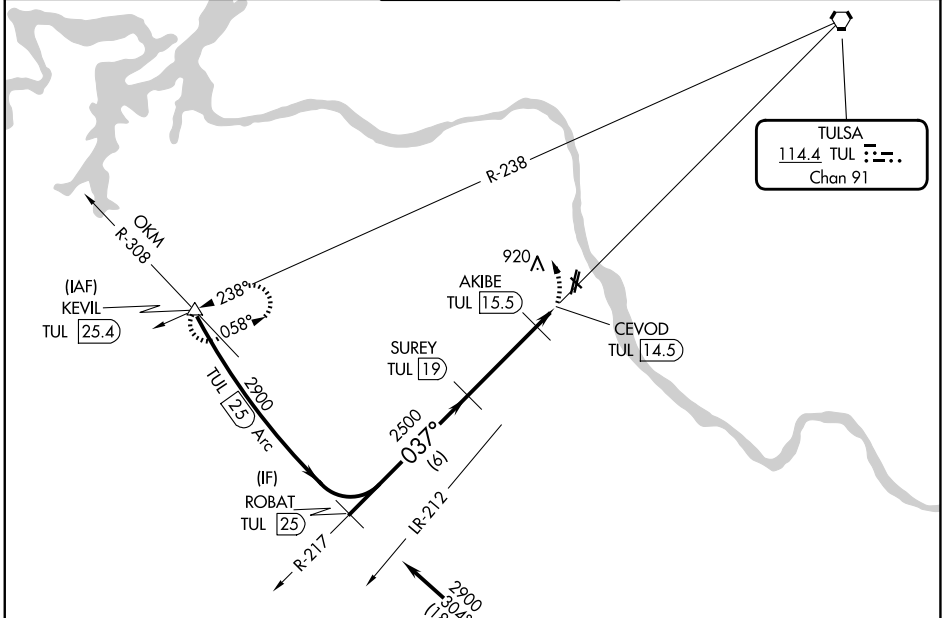 TULSA
114.4 TUL
Chan 91
R-238
OKM
R-308
(IAF)
KEVIL
TUL 25.4
238°
058°
920
AKIBE
TUL 15.5
CEVOD
TUL 14.5
SUREY
TUL 19
2900
TUL 25 Arc
2500
037°
(6)
(IF)
ROBAT
TUL 25
R-217
LR-212
2900
304°